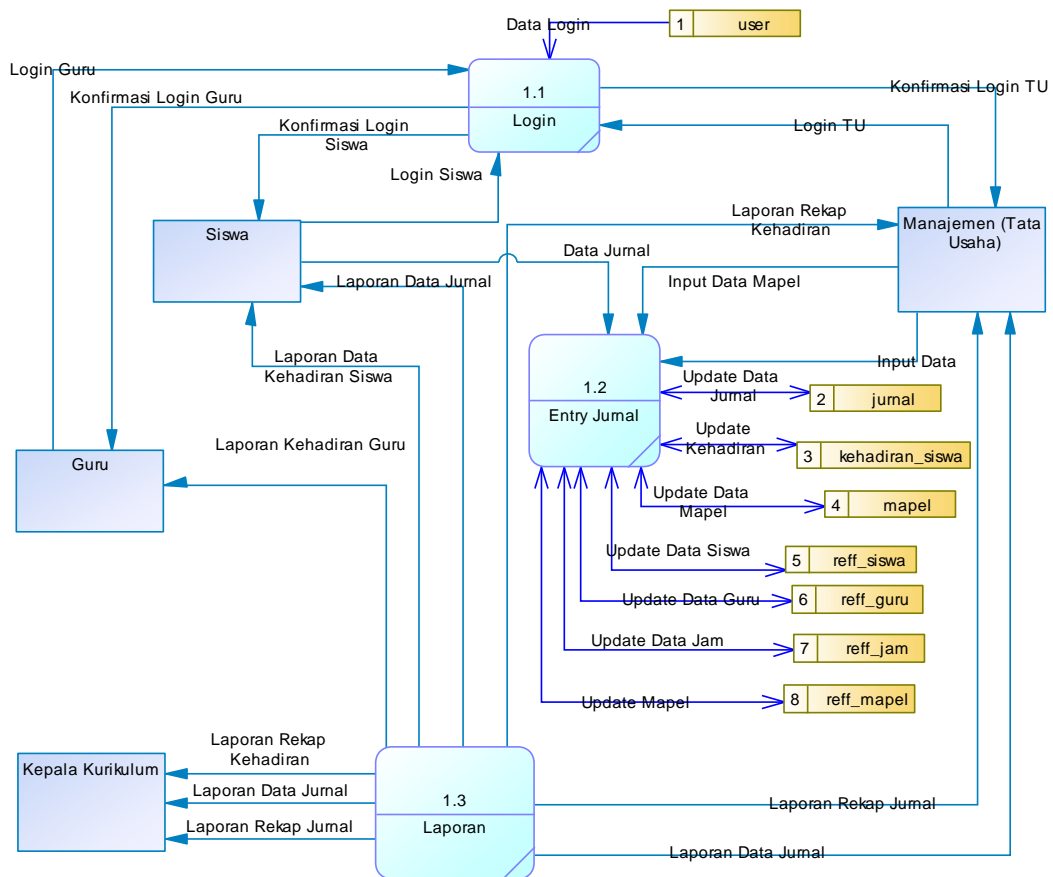 Data Login
1
user
Login Guru
Konfirmasi Login Guru
1.1
Login
Konfirmasi Login TU
Konfirmasi Login
Siswa
Login TU
Login Siswa
Siswa
Laporan Rekap
Kehadiran
Manajemen (Tata
Usaha)
Data Jurnal
Laporan Data Jurnal
Input Data Mapel
Laporan Data
Kehadiran Siswa
Input Data
1.2
Entry Jurnal
Update Data
Jurnal
2
jurnal
Update
Kehadiran
3
kehadiran_siswa
Laporan Kehadiran Guru
Guru
Update Data
Mapel
4
mapel
Update Data Siswa
5
reff_siswa
Update Data Guru
6
reff_guru
Update Data Jam
7
reff_jam
Update Mapel
8
reff_mapel
Laporan Rekap
Kehadiran
Kepala Kurikulum
Laporan Data Jurnal
Laporan Rekap Jurnal
1.3
Laporan
Laporan Rekap Jurnal
Laporan Data Jurnal